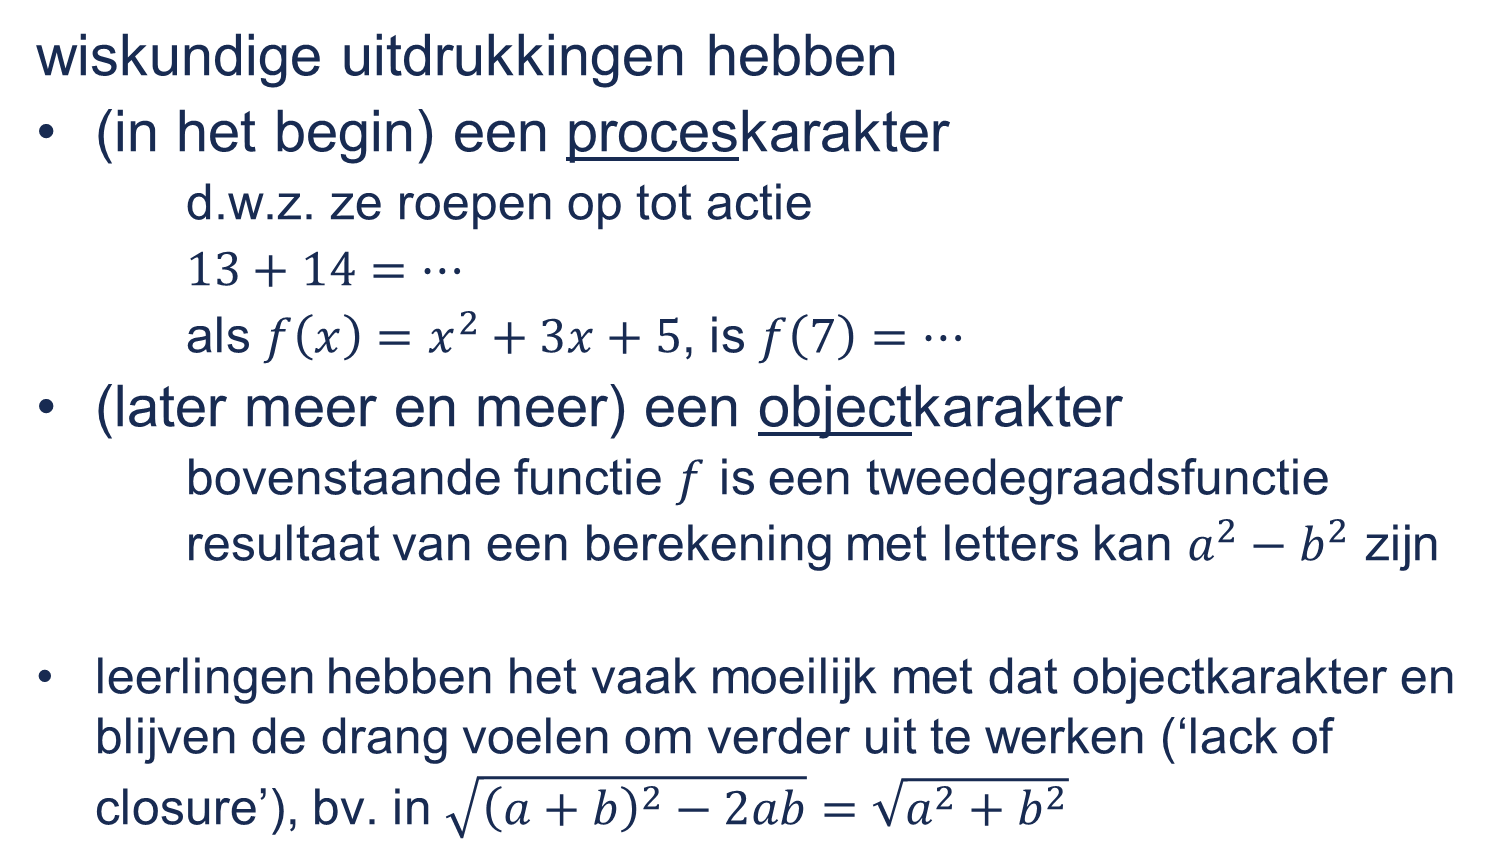 wiskundige uitdrukkingen hebben
• (in het begin) een proceskarakter
d.w.z. ze roepen op tot actie
13 + 14 = ⋯
als f(x) = x² + 3x + 5, is f(7) = ⋯
• (later meer en meer) een objectkarakter
bovenstaande functie f is een tweedegraadsfunctie
resultaat van een berekening met letters kan a² − b² zijn
• leerlingen hebben het vaak moeilijk met dat objectkarakter en
blijven de drang voelen om verder uit te werken (‘lack of
closure’), bv. in √((a + b)² − 2ab) = √(a² + b²)